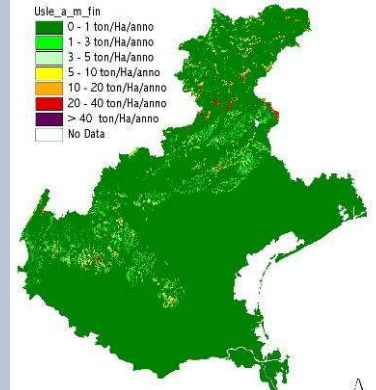 Usle_a_m_fin
0 - 1 ton/Ha/anno
1 - 3 ton/Ha/anno
3 - 5 ton/Ha/anno
5 - 10 ton/Ha/anno
10 - 20 ton/Ha/anno
20 - 40 ton/Ha/anno
> 40 ton/Ha/anno
No Data
A